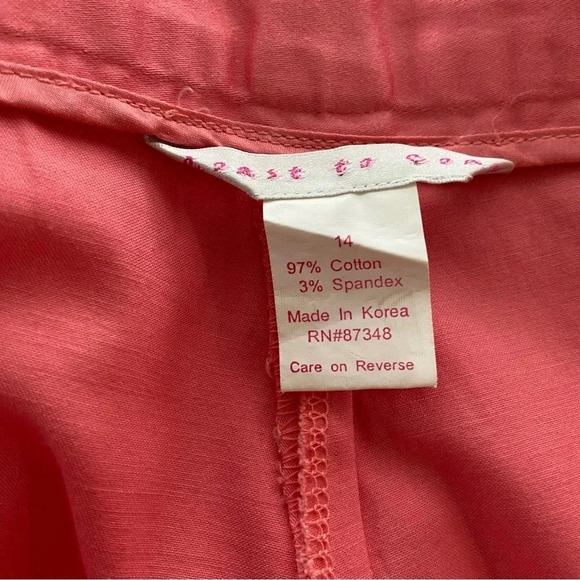 to
14
97% Cotton
3% Spandex
Made In Korea
RN#87348
Care on Reverse